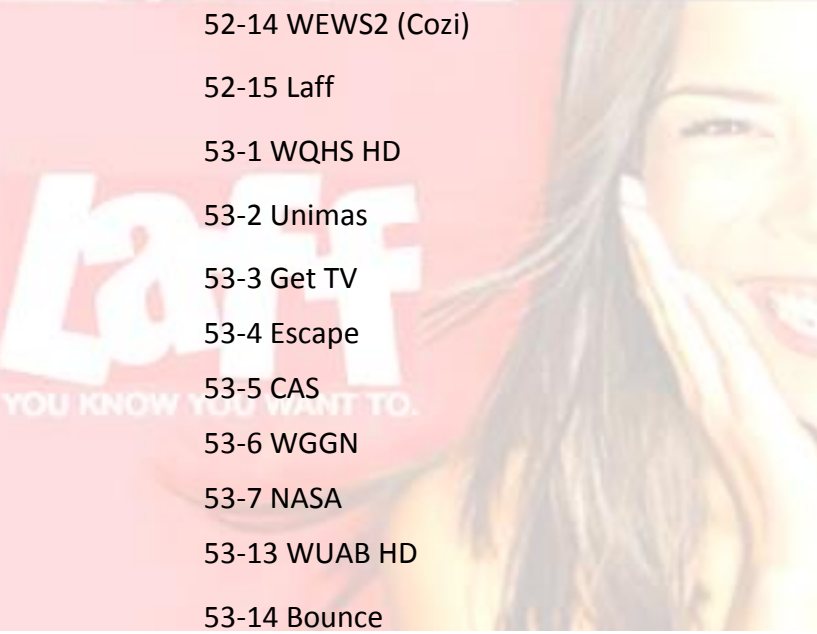 52-14 WEWS2 (Cozi)
52-15 Laff
53-1 WQHS HD
53-2 Unimas
53-3 Get TV
53-4 Escape
Laff
53-5 CAS
YOU KNOW YOU WANT TO.
53-6 WGGN
53-7 NASA
53-13 WUAB HD
53-14 Bounce